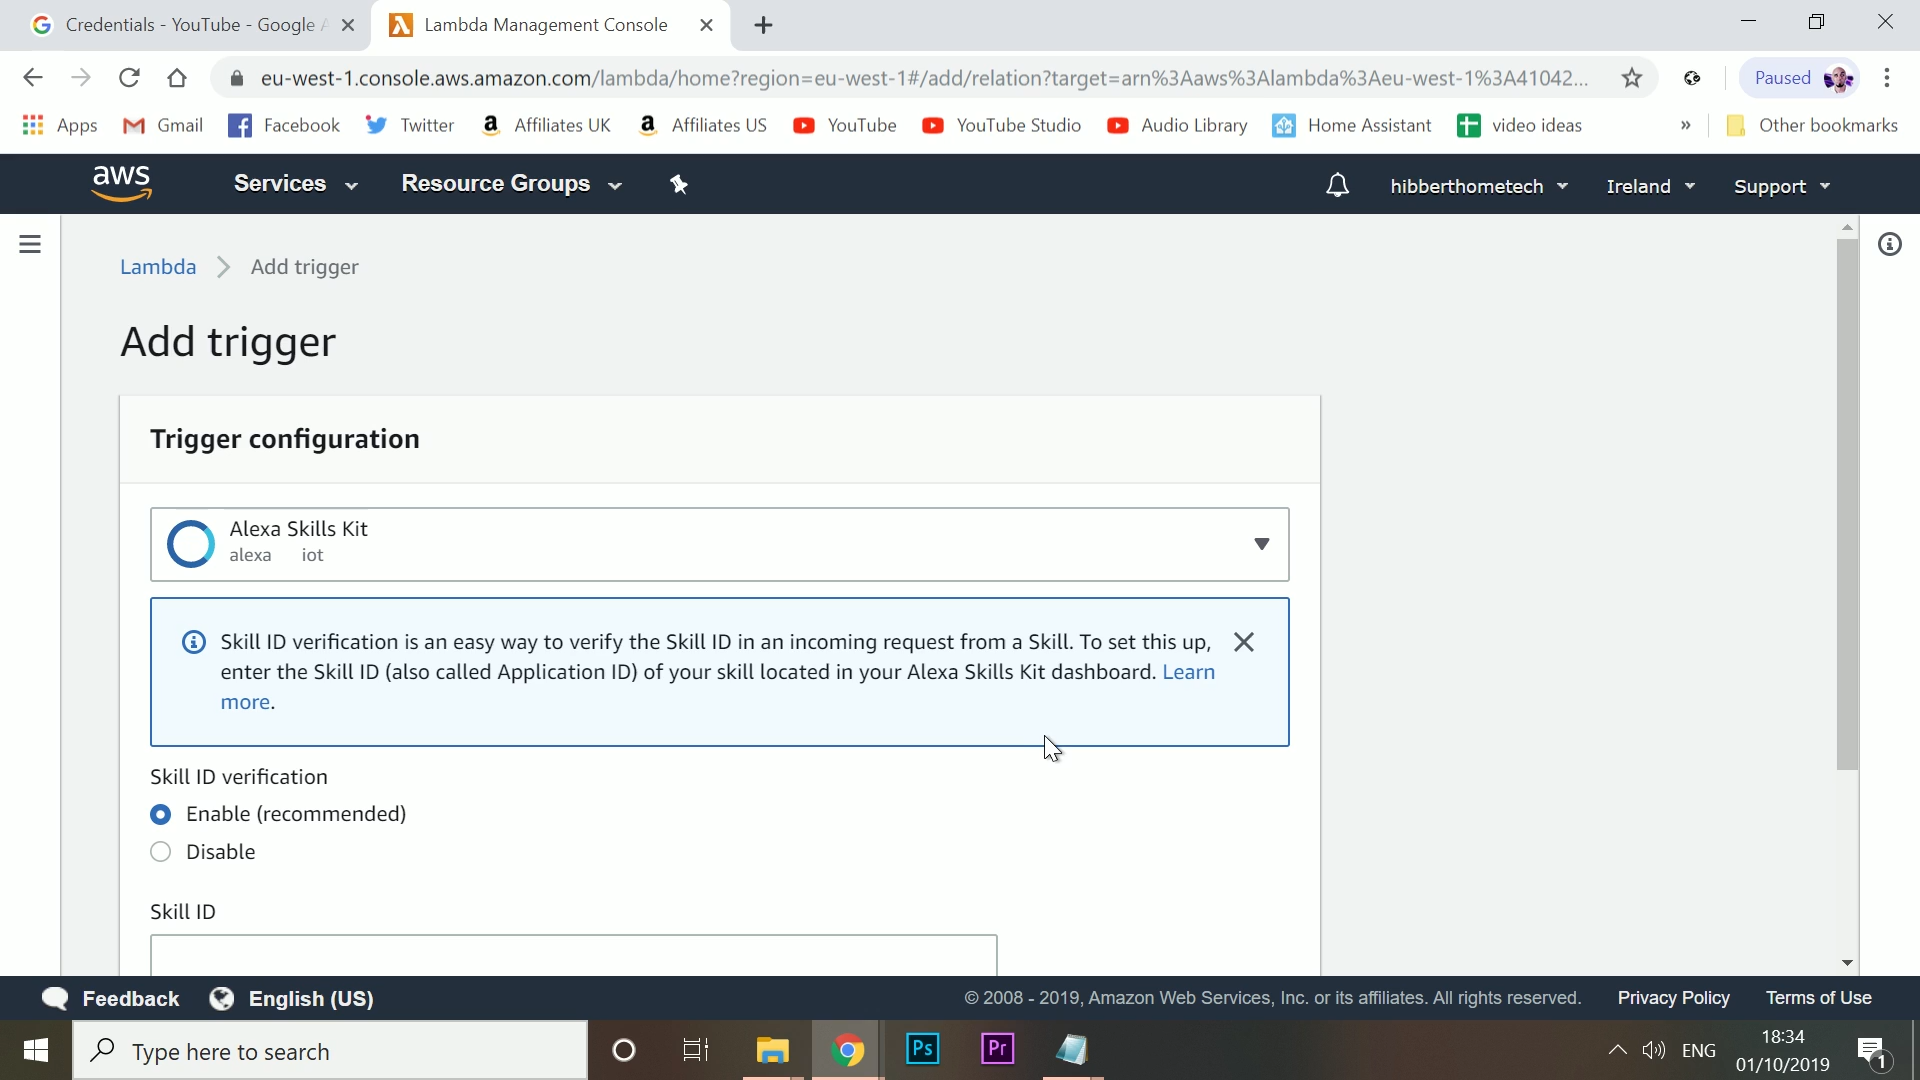 Credentials - YouTube - Google A
Lambda Management Console
eu-west-1.console.aws.amazon.com/lambda/home?region=eu-west-1#/add/relation?target=arn%3Aaws%3Alambda%3Aeu-west-1%3A41042...
Paused
Apps
Gmail
Facebook
Twitter
Affiliates UK
Affiliates US
YouTube
YouTube Studio
Audio Library
Home Assistant
video ideas
»
Other bookmarks
aws
Services
Resource Groups
hibberthometech
Ireland
Support
Lambda > Add trigger
Add trigger
Trigger configuration
Alexa Skills Kit
alexa iot
Skill ID verification is an easy way to verify the Skill ID in an incoming request from a Skill. To set this up,
enter the Skill ID (also called Application ID) of your skill located in your Alexa Skills Kit dashboard. Learn
more.
Skill ID verification
Enable (recommended)
Disable
Skill ID
Feedback
English (US)
© 2008 - 2019, Amazon Web Services, Inc. or its affiliates. All rights reserved.
Privacy Policy
Terms of Use
Type here to search
Ps
Pr
ENG
18:34
01/10/2019
1